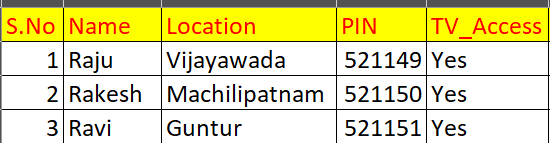 S.No Name Location PIN TV_Access
1 Raju Vijayawada 521149 Yes
2 Rakesh Machilipatnam 521150 Yes
3 Ravi Guntur 521151 Yes